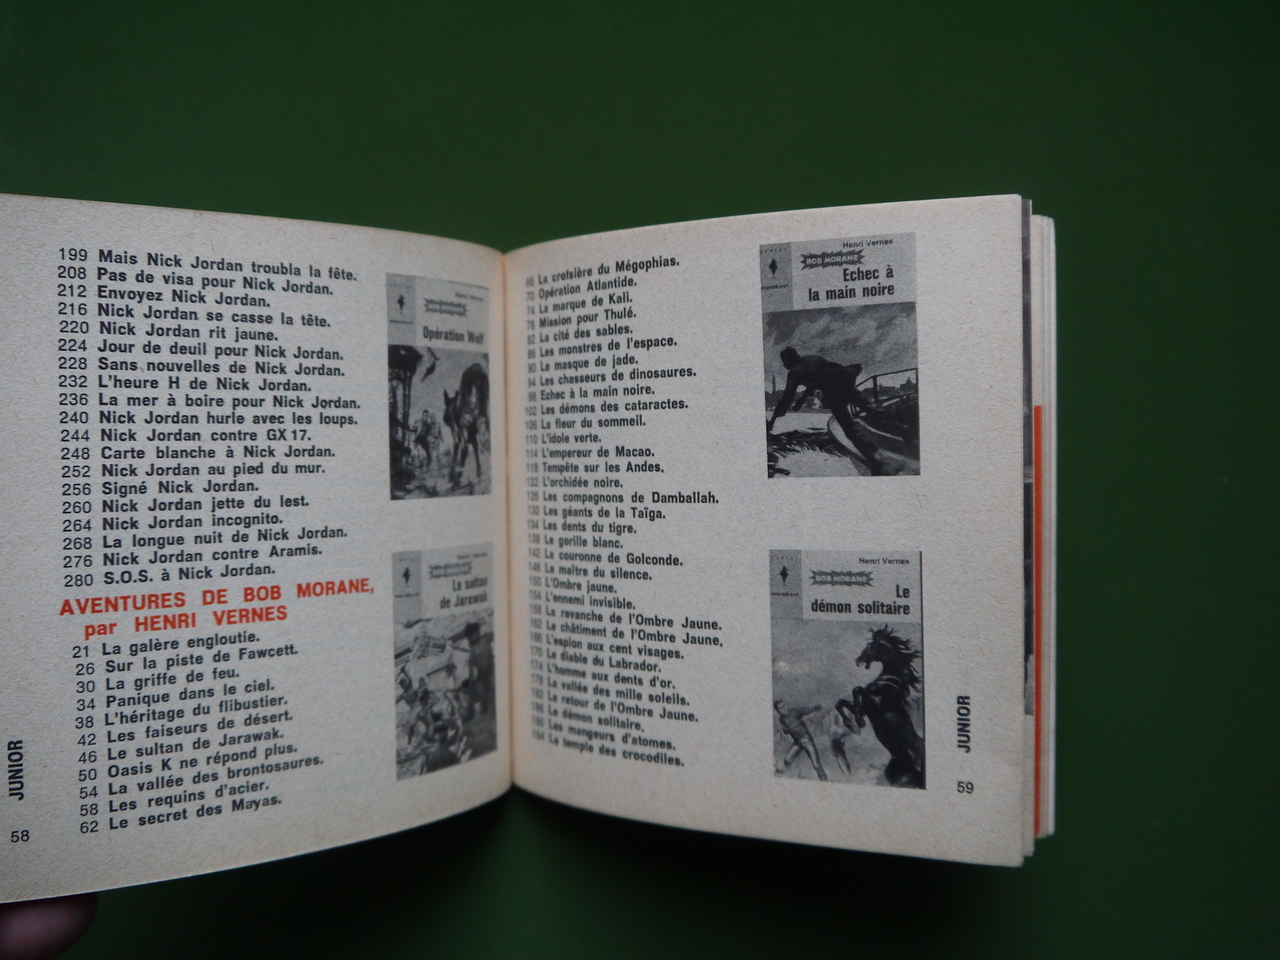 199 Mais Nick Jordan troubla la fête.
208 Pas de visa pour Nick Jordan.
212 Envoyez Nick Jordan.
216 Nick Jordan se casse la tête.
220 Nick Jordan rit jaune.
224 Jour de deuil pour Nick Jordan.
228 Sans nouvelles de Nick Jordan.
232 L'heure H de Nick Jordan.
236 La mer à boire pour Nick Jordan.
240 Nick Jordan hurle avec les loups.
244 Nick Jordan contre GX 17.
248 Carte blanche à Nick Jordan.
252 Nick Jordan au pied du mur.
256 Signé Nick Jordan.
260 Nick Jordan jette du lest.
264 Nick Jordan incognito.
268 La longue nuit de Nick Jordan.
276 Nick Jordan contre Aramis.
280 S.O.S. à Nick Jordan.
AVENTURES DE BOB MORANE,
par HENRI VERNES
21 La galère engloutie.
26 Sur la piste de Fawcett.
30 La griffe de feu.
34 Panique dans le ciel.
38 L'héritage du flibustier.
42 Les faiseurs de désert.
46 Le sultan de Jarawak.
50 Oasis K ne répond plus.
54 La vallée des brontosaures.
58 Les requins d'acier.
62 Le secret des Mayas.
JUNIOR
58
Henri Vernes
Opération Wolf
marabout
Henri Vernes
Le sultan
de Jarawak
marabout
66 La croisière du Mégophias.
70 Opération Atlantide.
74 La marque de Kali.
78 Mission pour Thulé.
82 La cité des sables.
86 Les monstres de l'espace.
90 Le masque de jade.
94 Les chasseurs de dinosaures.
98 Echec à la main noire.
102 Les démons des cataractes.
106 La fleur du sommeil.
110 L'idole verte.
114 L'empereur de Macao.
118 Tempête sur les Andes.
122 L'orchidée noire.
126 Les compagnons de Damballah.
130 Les géants de la Taïga.
134 Les dents du tigre.
138 Le gorille blanc.
142 La couronne de Golconde.
146 Le maître du silence.
150 L'Ombre jaune.
154 L'ennemi invisible.
158 La revanche de l'Ombre Jaune.
162 Le châtiment de l'Ombre Jaune.
166 L'espion aux cent visages.
170 Le diable du Labrador.
174 L'homme aux dents d'or.
178 La vallée des mille soleils.
182 Le retour de l'Ombre Jaune.
186 Le démon solitaire.
190 Les mangeurs d'atomes.
194 Le temple des crocodiles.
junior
Henri Vernes
BOB MORANE
Echec à
la main noire
marabout
junior
Henri Vernes
BOB MORANE
Le
démon solitaire
marabout
JUNIOR
59